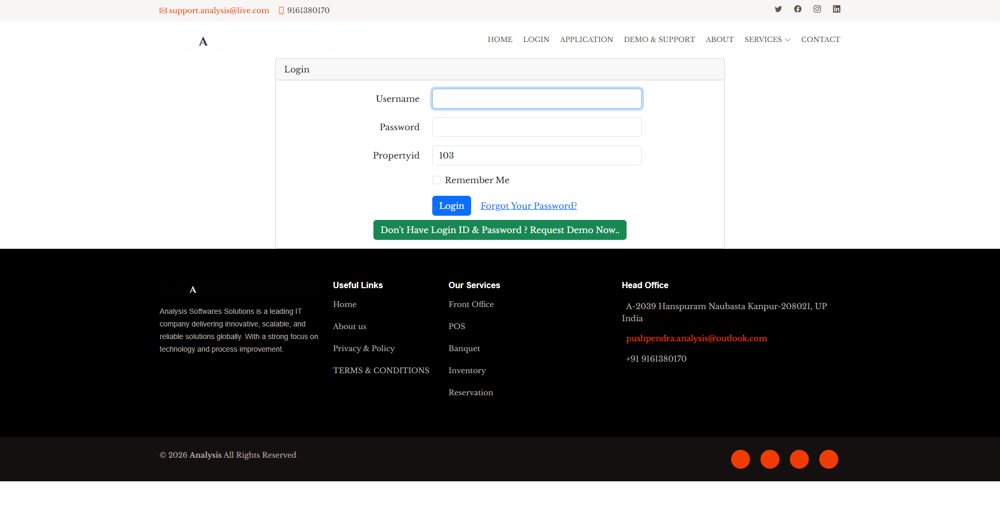 support.analysis@live.com 9161380170
A
HOME LOGIN APPLICATION DEMO & SUPPORT ABOUT SERVICES CONTACT
Login
Username
Password
Propertyid 103
Remember Me
Login Forgot Your Password?
Don't Have Login ID & Password ? Request Demo Now..
A
Analysis Softwares Solutions is a leading IT
company delivering innovative, scalable, and
reliable solutions globally. With a strong focus on
technology and process improvement.
Useful Links
Home
About us
Privacy & Policy
TERMS & CONDITIONS
Our Services
Front Office
POS
Banquet
Inventory
Reservation
Head Office
A-2039 Hanspuram Naubasta Kanpur-208021, UP
India
pushpendra.analysis@outlook.com
+91 9161380170
© 2026 Analysis All Rights Reserved